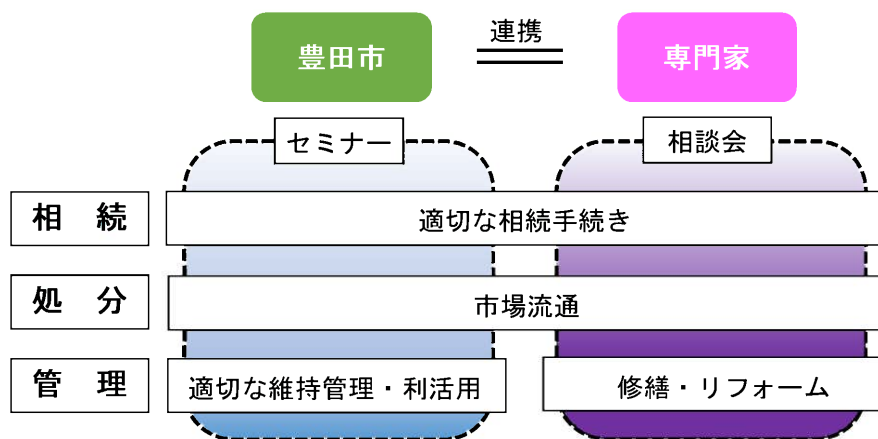 連携
豊田市
専門家
セミナー
相談会
相　続
適切な相続手続き
処　分
市場流通
管　理
適切な維持管理・利活用
修繕・リフォーム